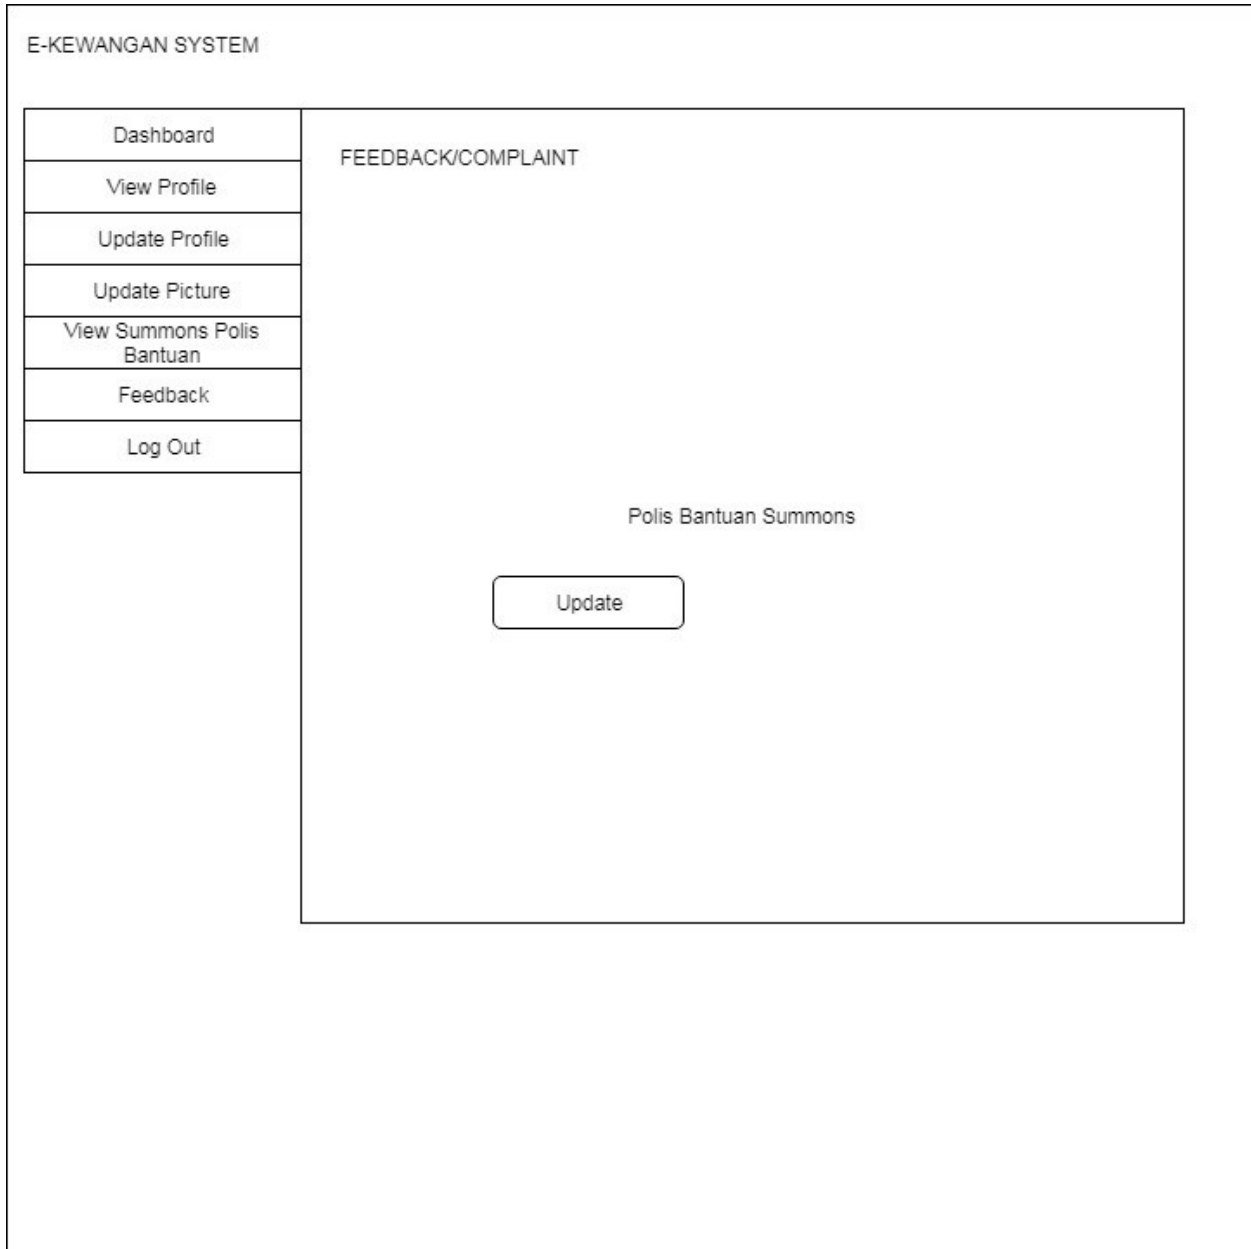 E-KEWANGAN SYSTEM
Dashboard
View Profile
Update Profile
Update Picture
View Summons Polis
Bantuan
Feedback
Log Out
FEEDBACK/COMPLAINT
Polis Bantuan Summons
Update